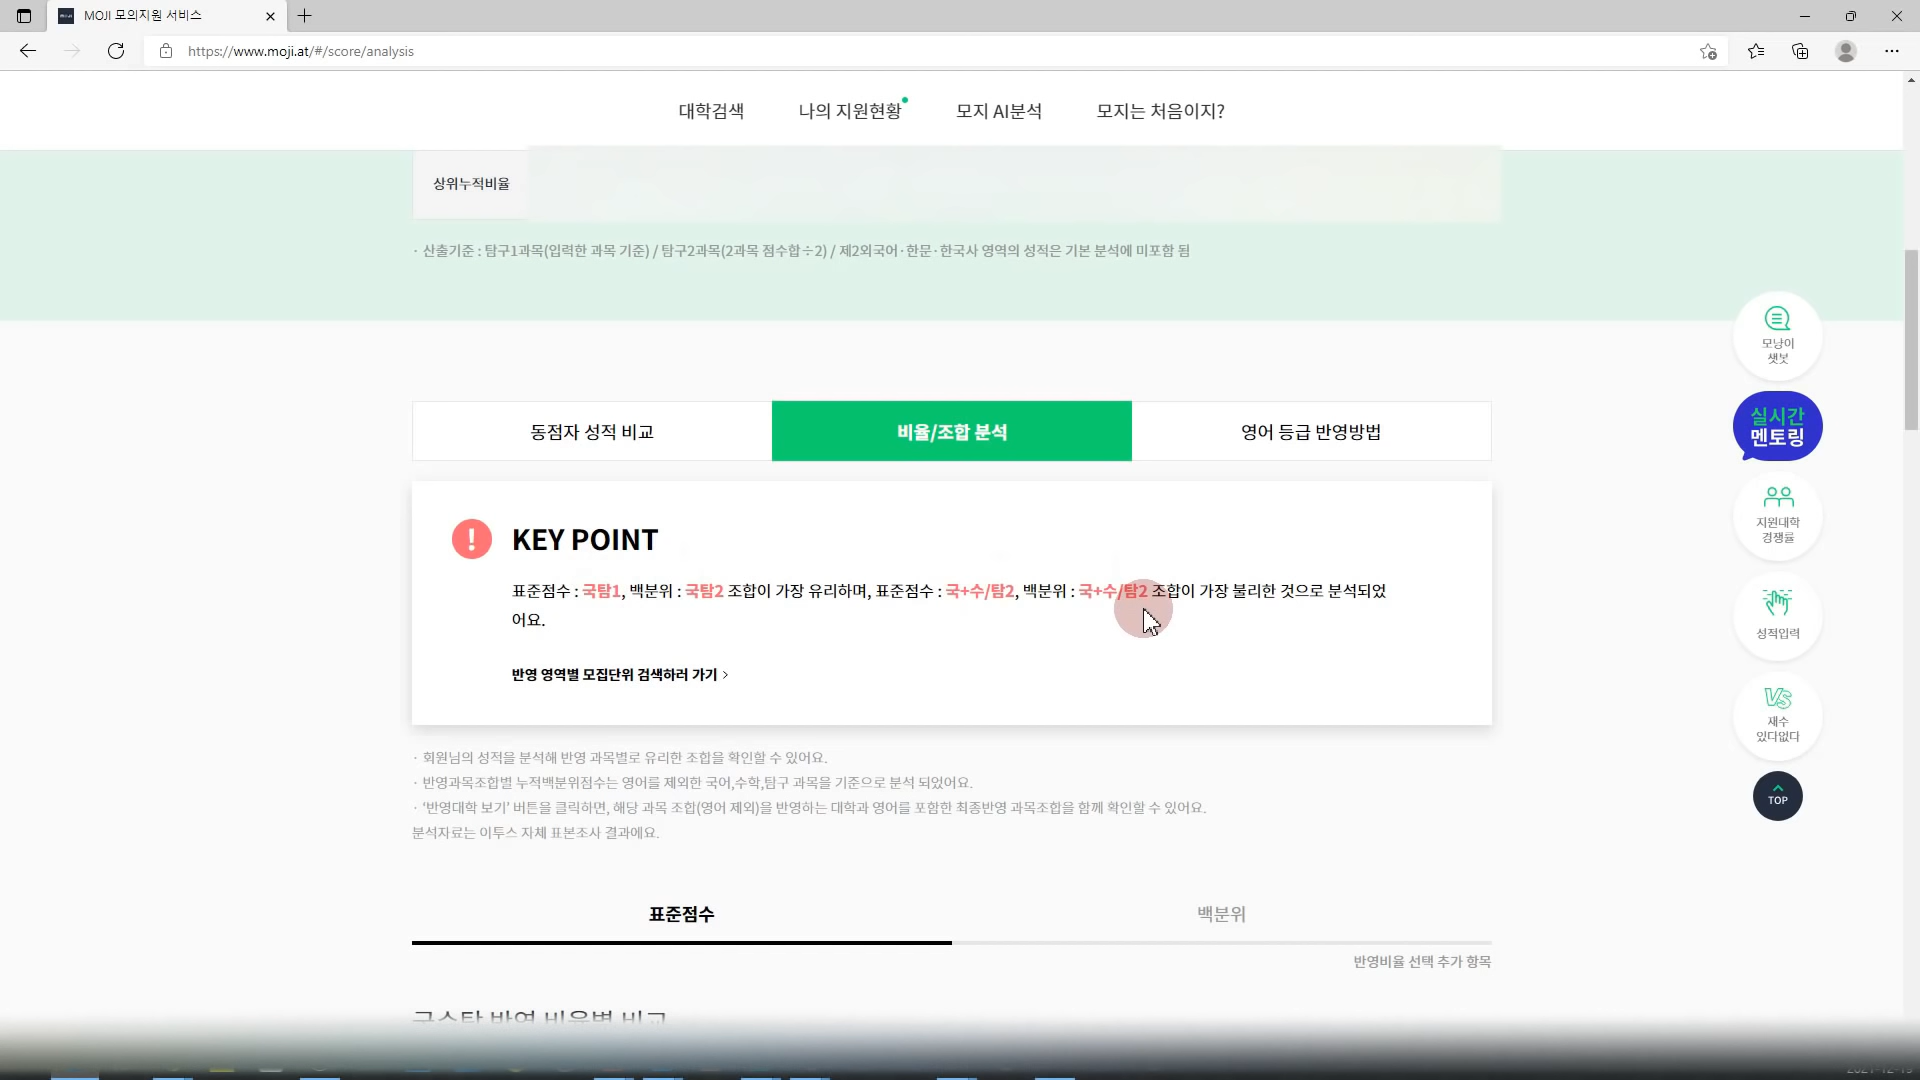 MOJI 모의지원 서비스
https://www.moji.at/#/score/analysis
대학검색 나의 지원현황 모지 AI분석 모지는 처음이지?
상위누적비율
· 산출기준 : 탐구1과목(입력한 과목 기준) / 탐구2과목(2과목 점수합÷2) / 제2외국어·한문·한국사 영역의 성적은 기본 분석에 미포함 됨
모냥이
챗봇
실시간
멘토링
지원대학
경쟁률
성적입력
VS
재수
있다없다
TOP
동점자 성적 비교 비율/조합 분석 영어 등급 반영방법
! KEY POINT
표준점수 : 국탐1, 백분위 : 국탐2 조합이 가장 유리하며, 표준점수 : 국+수/탐2, 백분위 : 국+수/탐2 조합이 가장 불리한 것으로 분석되었
어요.
반영 영역별 모집단위 검색하러 가기 >
· 회원님의 성적을 분석해 반영 과목별로 유리한 조합을 확인할 수 있어요.
· 반영과목조합별 누적백분위점수는 영어를 제외한 국어,수학,탐구 과목을 기준으로 분석 되었어요.
· ‘반영대학 보기’ 버튼을 클릭하면, 해당 과목 조합(영어 제외)을 반영하는 대학과 영어를 포함한 최종반영 과목조합을 함께 확인할 수 있어요.
분석자료는 이투스 자체 표본조사 결과에요.
표준점수 백분위
반영비율 선택 추가 항목
국수탐 반영 비율별 비교